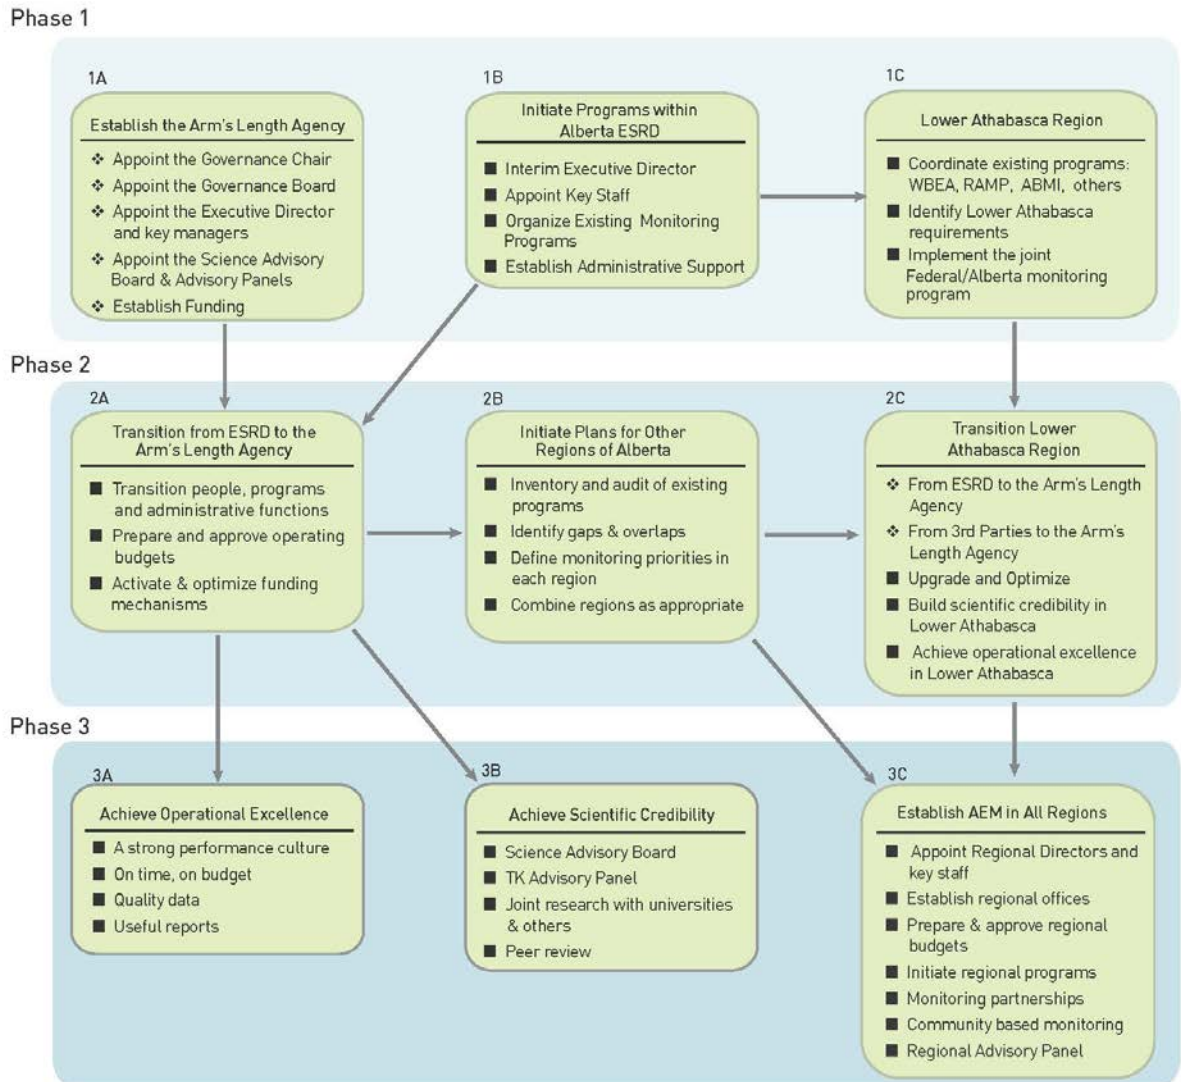 Phase 1
1A
Establish the Arm's Length Agency
❖ Appoint the Governance Chair
❖ Appoint the Governance Board
❖ Appoint the Executive Director
and key managers
❖ Appoint the Science Advisory
Board & Advisory Panels
❖ Establish Funding
1B
Initiate Programs within
Alberta ESRD
■ Interim Executive Director
■ Appoint Key Staff
■ Organize Existing Monitoring
Programs
■ Establish Administrative Support
1C
Lower Athabasca Region
■ Coordinate existing programs:
WBEA, RAMP, ABMI, others
■ Identify Lower Athabasca
requirements
■ Implement the joint
Federal/Alberta monitoring
program
Phase 2
2A
Transition from ESRD to the
Arm's Length Agency
■ Transition people, programs
and administrative functions
■ Prepare and approve operating
budgets
■ Activate & optimize funding
mechanisms
2B
Initiate Plans for Other
Regions of Alberta
■ Inventory and audit of existing
programs
■ Identify gaps & overlaps
■ Define monitoring priorities in
each region
■ Combine regions as appropriate
2C
Transition Lower
Athabasca Region
❖ From ESRD to the Arm's Length
Agency
❖ From 3rd Parties to the Arm's
Length Agency
■ Upgrade and Optimize
■ Build scientific credibility in
Lower Athabasca
■ Achieve operational excellence
in Lower Athabasca
Phase 3
3A
Achieve Operational Excellence
■ A strong performance culture
■ On time, on budget
■ Quality data
■ Useful reports
3B
Achieve Scientific Credibility
■ Science Advisory Board
■ TK Advisory Panel
■ Joint research with universities
& others
■ Peer review
3C
Establish AEM in All Regions
■ Appoint Regional Directors and
key staff
■ Establish regional offices
■ Prepare & approve regional
budgets
■ Initiate regional programs
■ Monitoring partnerships
■ Community based monitoring
■ Regional Advisory Panel